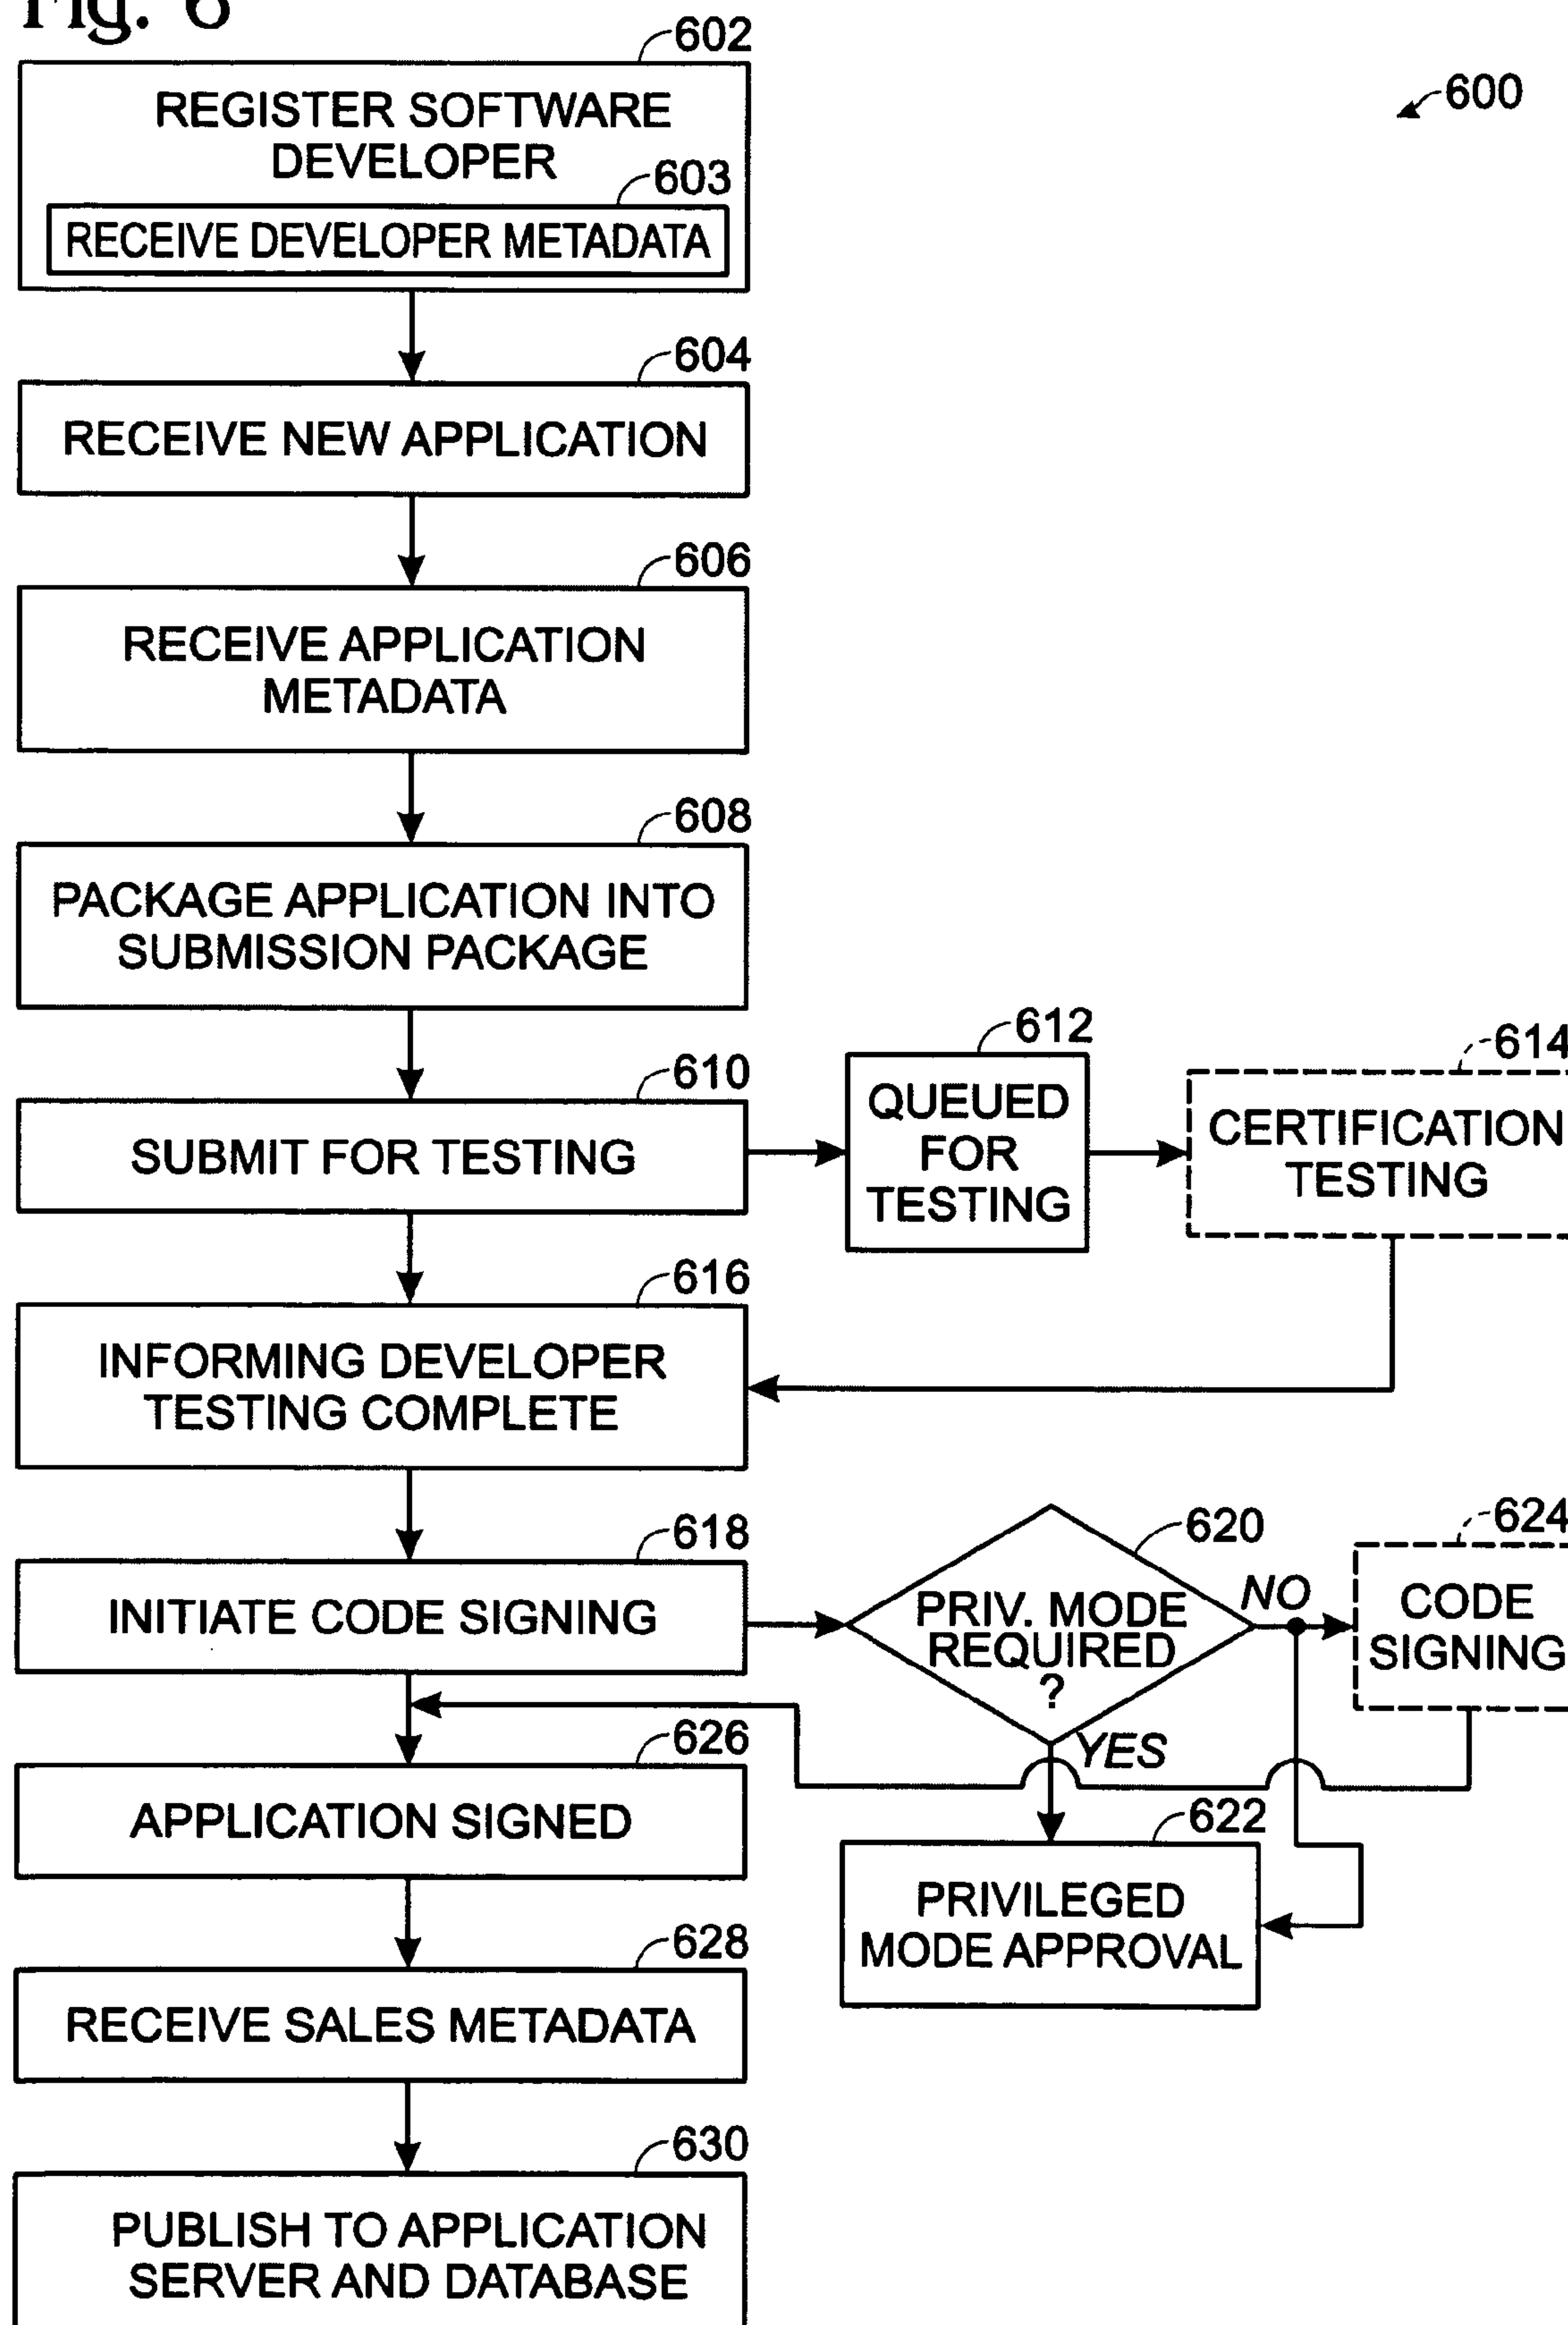 Fig. 6
602
600
REGISTER SOFTWARE
DEVELOPER
603
RECEIVE DEVELOPER METADATA
604
RECEIVE NEW APPLICATION
606
RECEIVE APPLICATION
METADATA
608
PACKAGE APPLICATION INTO
SUBMISSION PACKAGE
610
SUBMIT FOR TESTING
612
QUEUED
FOR
TESTING
614
CERTIFICATION
TESTING
616
INFORMING DEVELOPER
TESTING COMPLETE
618
INITIATE CODE SIGNING
620
PRIV. MODE
REQUIRED
?
NO
YES
624
CODE
SIGNING
622
PRIVILEGED
MODE APPROVAL
626
APPLICATION SIGNED
628
RECEIVE SALES METADATA
630
PUBLISH TO APPLICATION
SERVER AND DATABASE